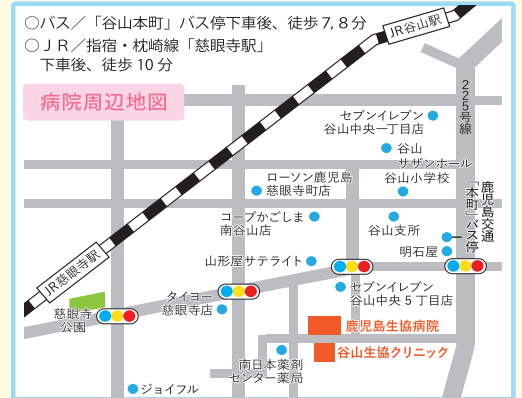 ○バス／「谷山本町」バス停下車後、徒歩7,8分
○ＪＲ／指宿・枕崎線「慈眼寺駅」
下車後、徒歩10分
病院周辺地図
JR谷山駅
225号線
セブンイレブン
谷山中央一丁目店
谷山
サザンホール
ローソン鹿児島
慈眼寺町店
谷山小学校
鹿児島交通
「本町」バス停
コープかごしま
南谷山店
谷山支所
明石屋
山形屋サテライト
JR慈眼寺駅
タイヨー
慈眼寺店
セブンイレブン
谷山中央5丁目店
慈眼寺
公園
鹿児島生協病院
谷山生協クリニック
南日本薬剤
センター薬局
ジョイフル